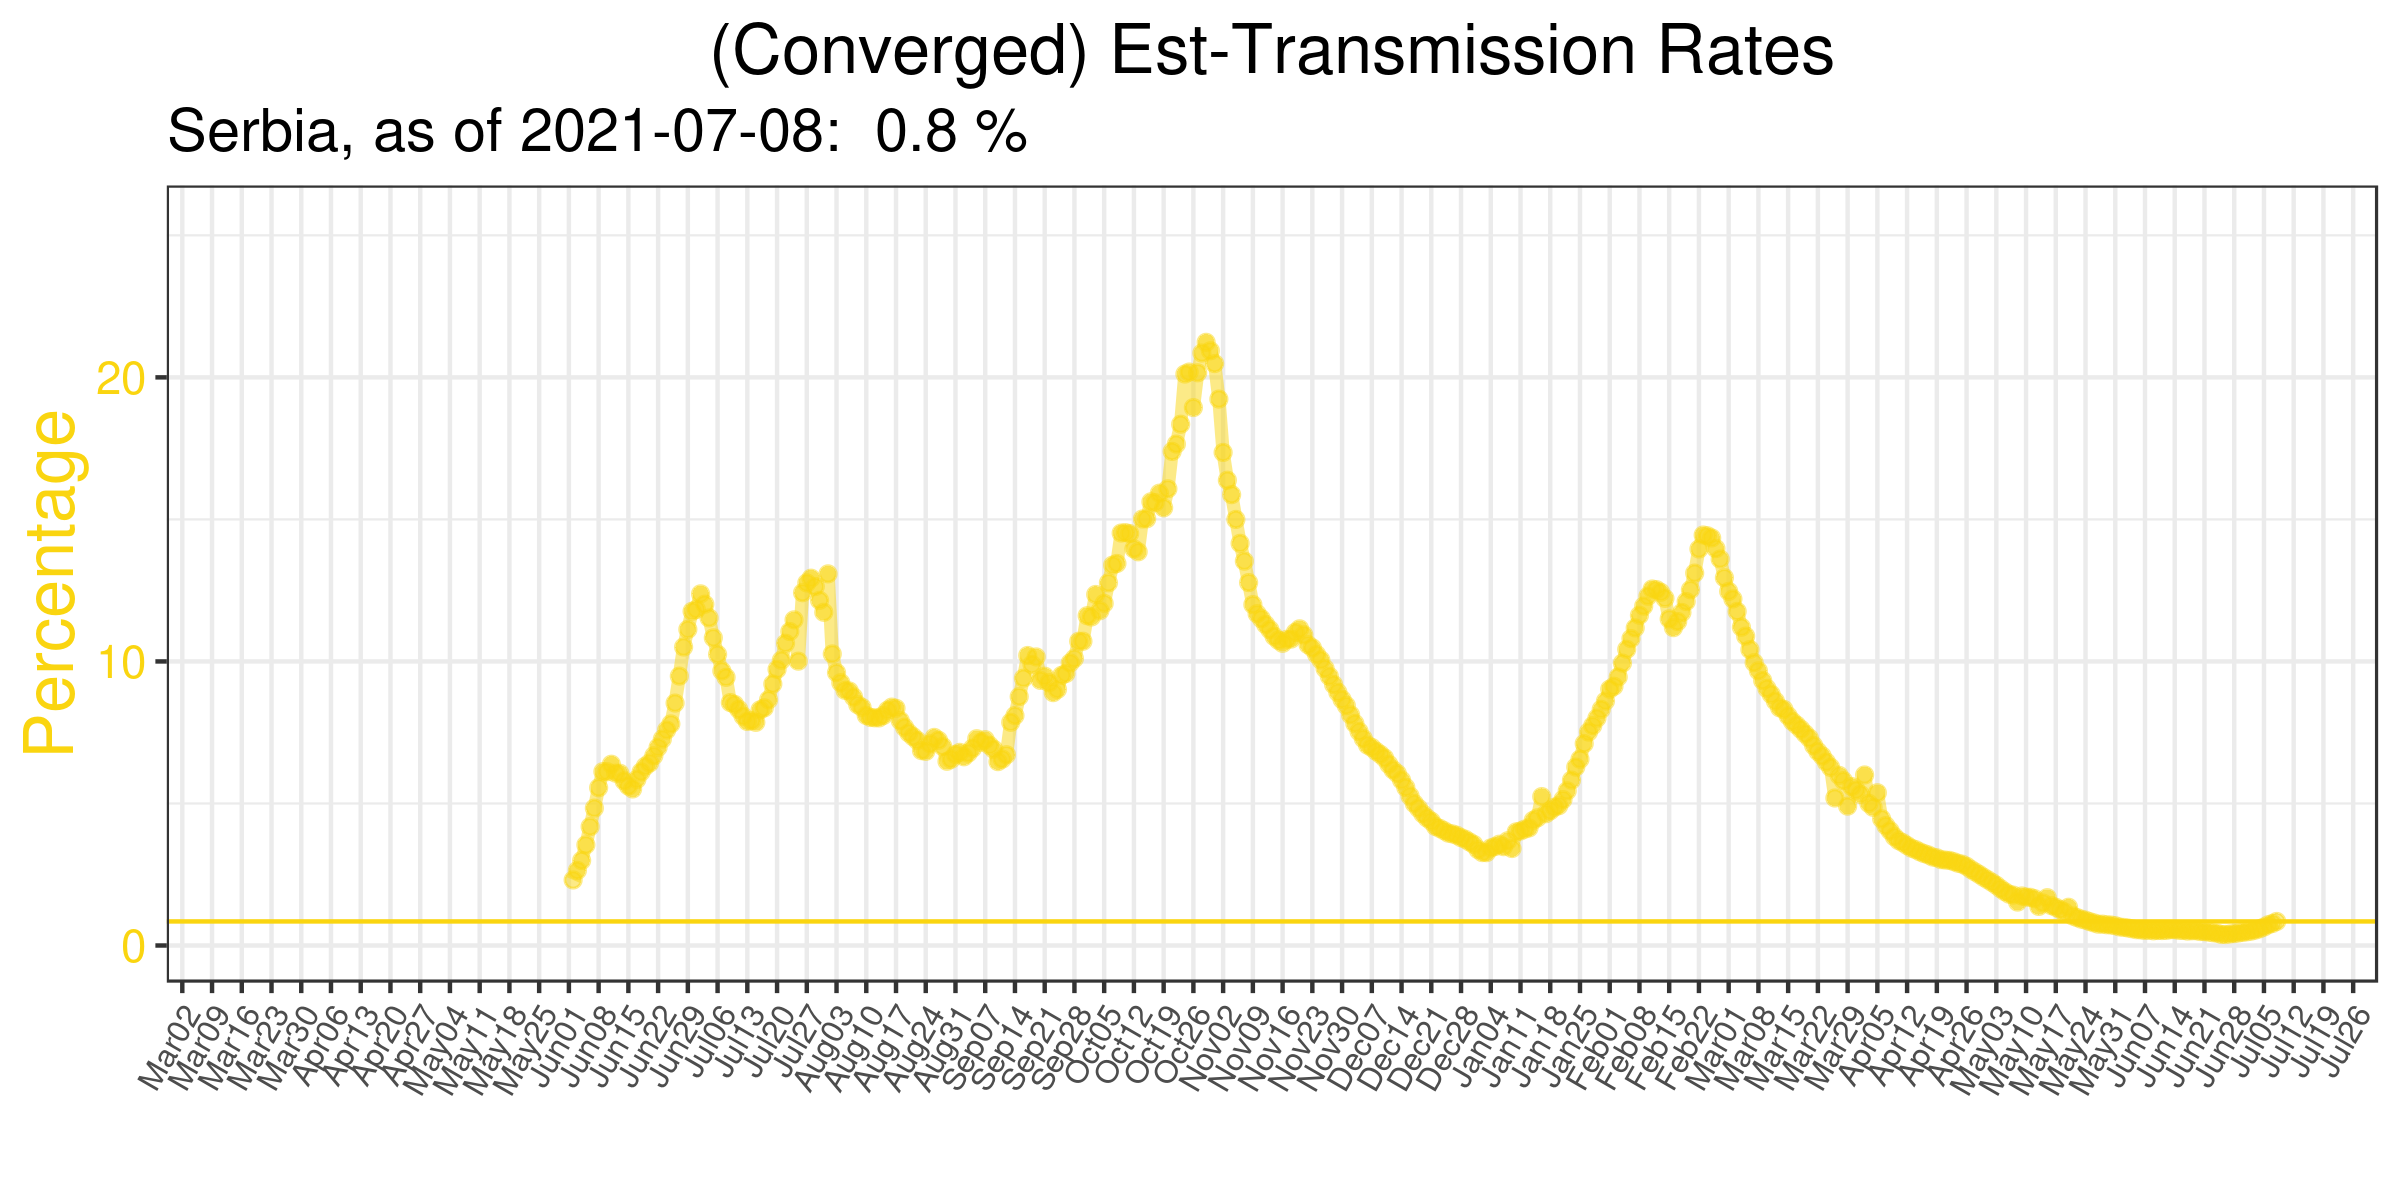 (Converged) Est-Transmission Rates
Serbia, as of 2021-07-08:  0.8 %
Percentage
20
10
0
Mar02
Mar09
Mar16
Mar23
Mar30
Apr06
Apr13
Apr20
Apr27
May04
May11
May18
May25
Jun01
Jun08
Jun15
Jun22
Jun29
Jul06
Jul13
Jul20
Jul27
Aug03
Aug10
Aug17
Aug24
Aug31
Sep07
Sep14
Sep21
Sep28
Oct05
Oct12
Oct19
Oct26
Nov02
Nov09
Nov16
Nov23
Nov30
Dec07
Dec14
Dec21
Dec28
Jan04
Jan11
Jan18
Jan25
Feb01
Feb08
Feb15
Feb22
Mar01
Mar08
Mar15
Mar22
Mar29
Apr05
Apr12
Apr19
Apr26
May03
May10
May17
May24
May31
Jun07
Jun14
Jun21
Jun28
Jul05
Jul12
Jul19
Jul26